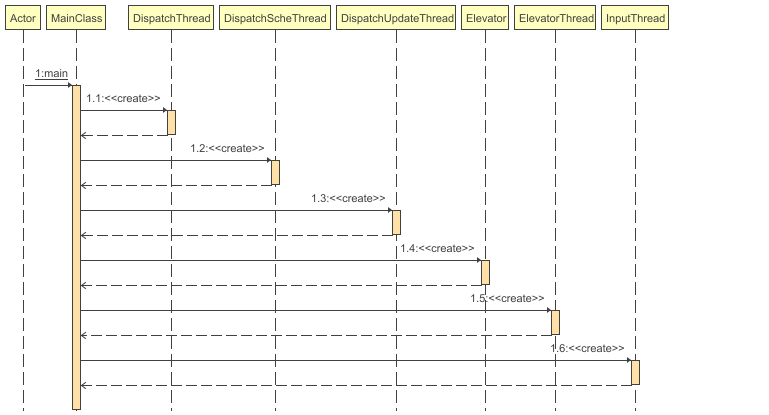 Actor MainClass DispatchThread DispatchScheThread DispatchUpdateThread Elevator ElevatorThread InputThread
1:main
1.1:<<create>>
1.2:<<create>>
1.3:<<create>>
1.4:<<create>>
1.5:<<create>>
1.6:<<create>>